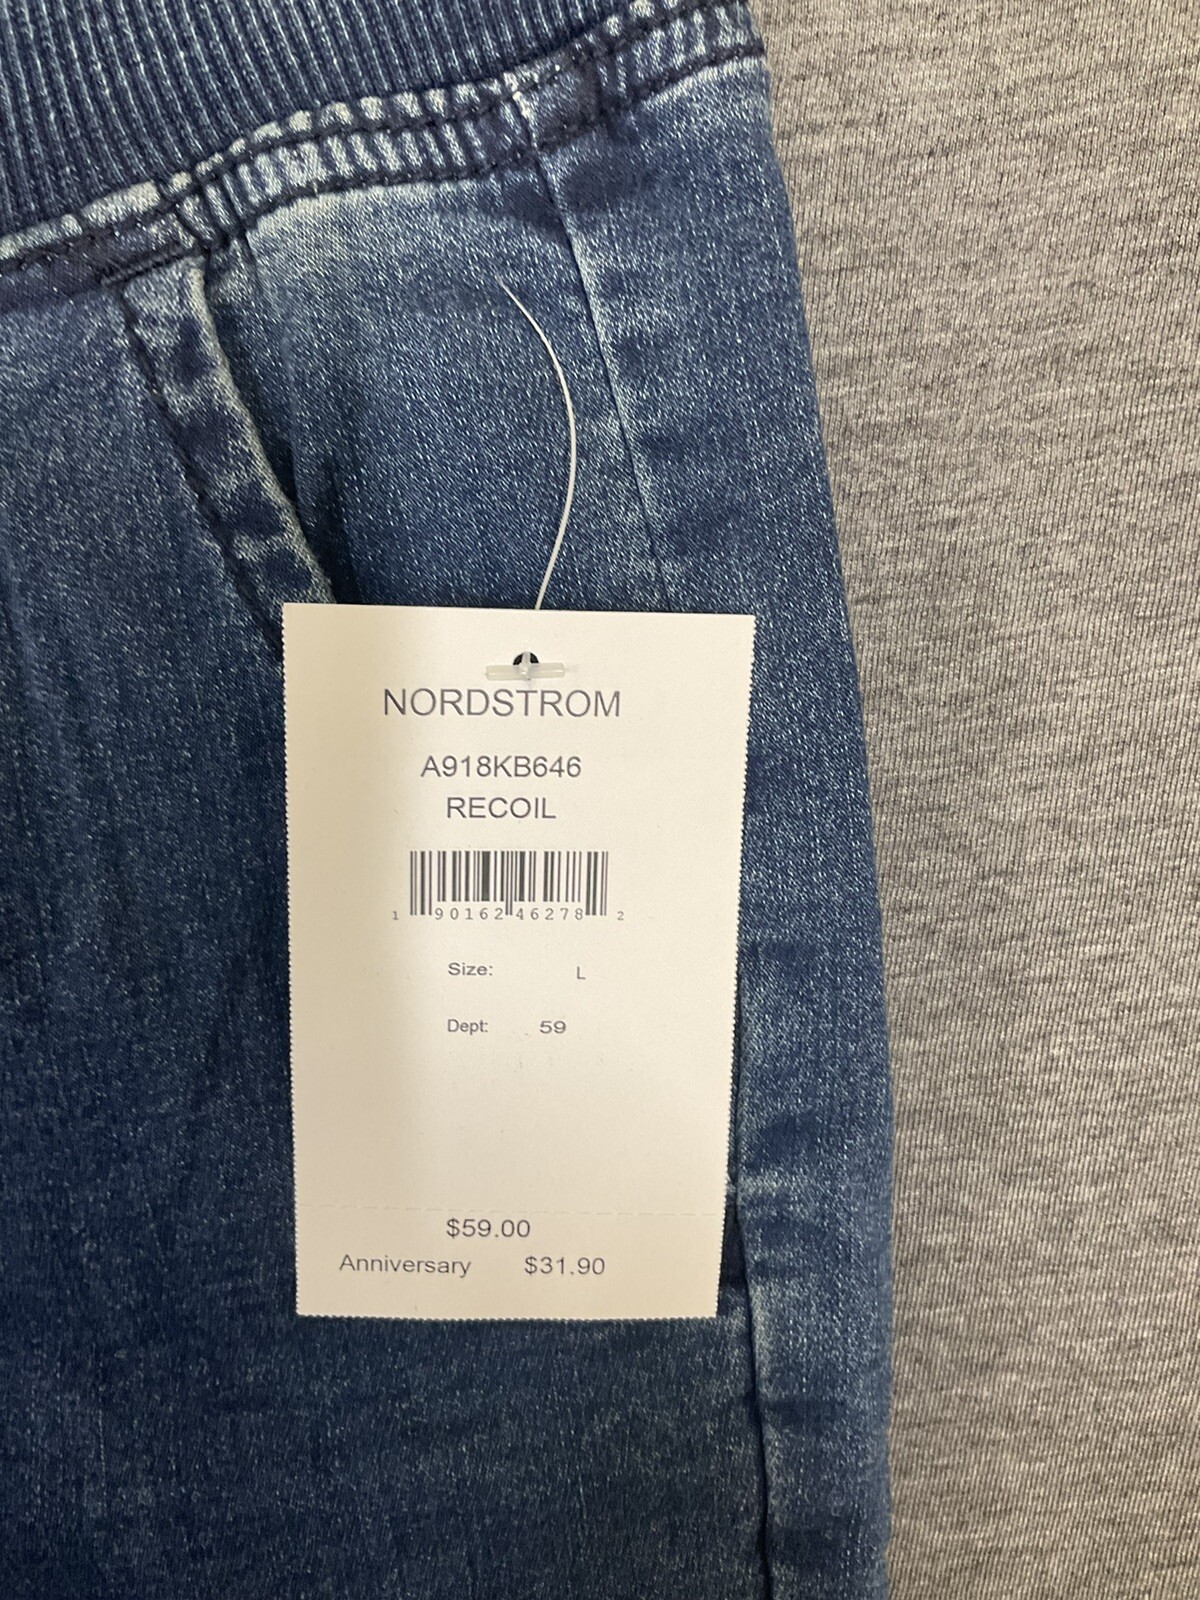 NORDSTROM
A918KB646
RECOIL
1 90162 46278 2
Size: L
Dept: 59
$59.00
Anniversary $31.90